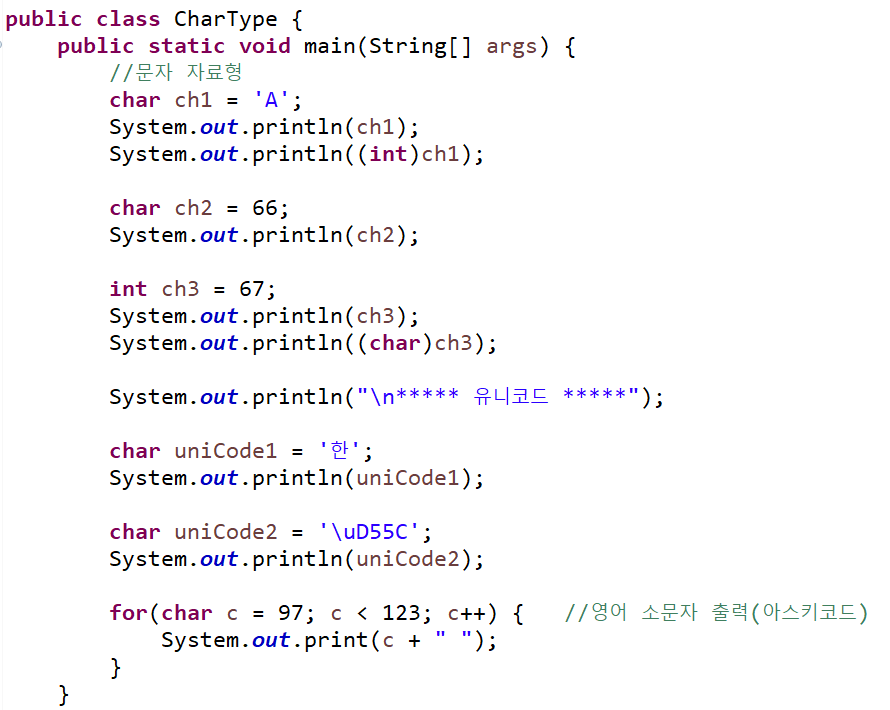 public class CharType {
public static void main(String[] args) {
//문자 자료형
char ch1 = 'A';
System.out.println(ch1);
System.out.println((int)ch1);
char ch2 = 66;
System.out.println(ch2);
int ch3 = 67;
System.out.println(ch3);
System.out.println((char)ch3);
System.out.println("\n***** 유니코드 *****");
char uniCode1 = '한';
System.out.println(uniCode1);
char uniCode2 = '\uD55C';
System.out.println(uniCode2);
for(char c = 97; c < 123; c++) { //영어 소문자 출력(아스키코드)
System.out.print(c + " ");
}
}